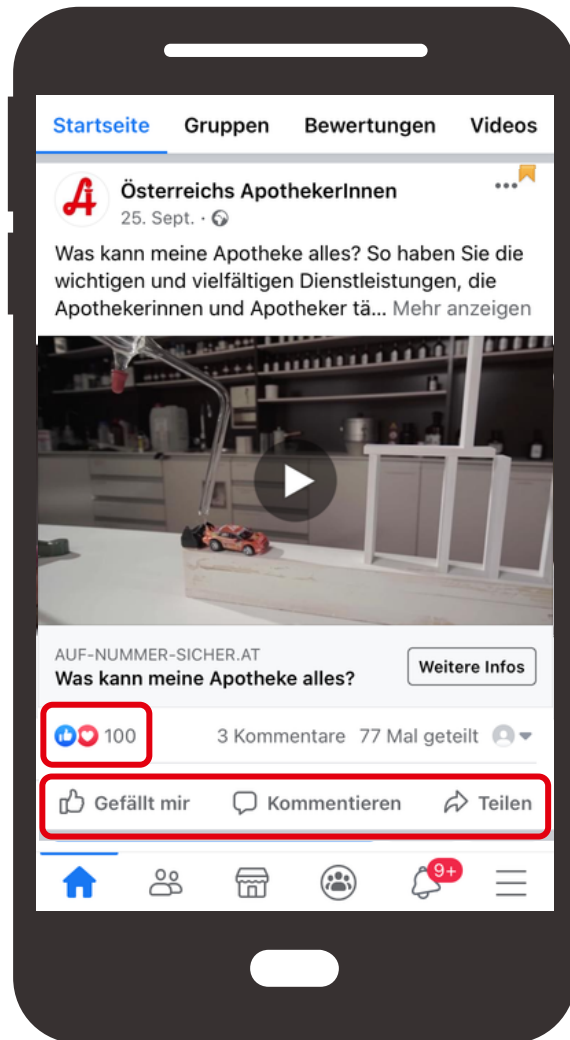 Startseite Gruppen Bewertungen Videos
Österreichs ApothekerInnen
25. Sept. ·
Was kann meine Apotheke alles? So haben Sie die
wichtigen und vielfältigen Dienstleistungen, die
Apothekerinnen und Apotheker tä... Mehr anzeigen
AUF-NUMMER-SICHER.AT
Was kann meine Apotheke alles?
Weitere Infos
100 3 Kommentare 77 Mal geteilt
Gefällt mir Kommentieren Teilen
9+